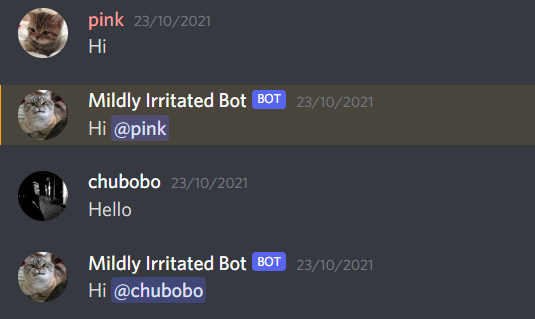 pink 23/10/2021
Hi
Mildly Irritated Bot BOT 23/10/2021
Hi @pink
chubobo 23/10/2021
Hello
Mildly Irritated Bot BOT 23/10/2021
Hi @chubobo